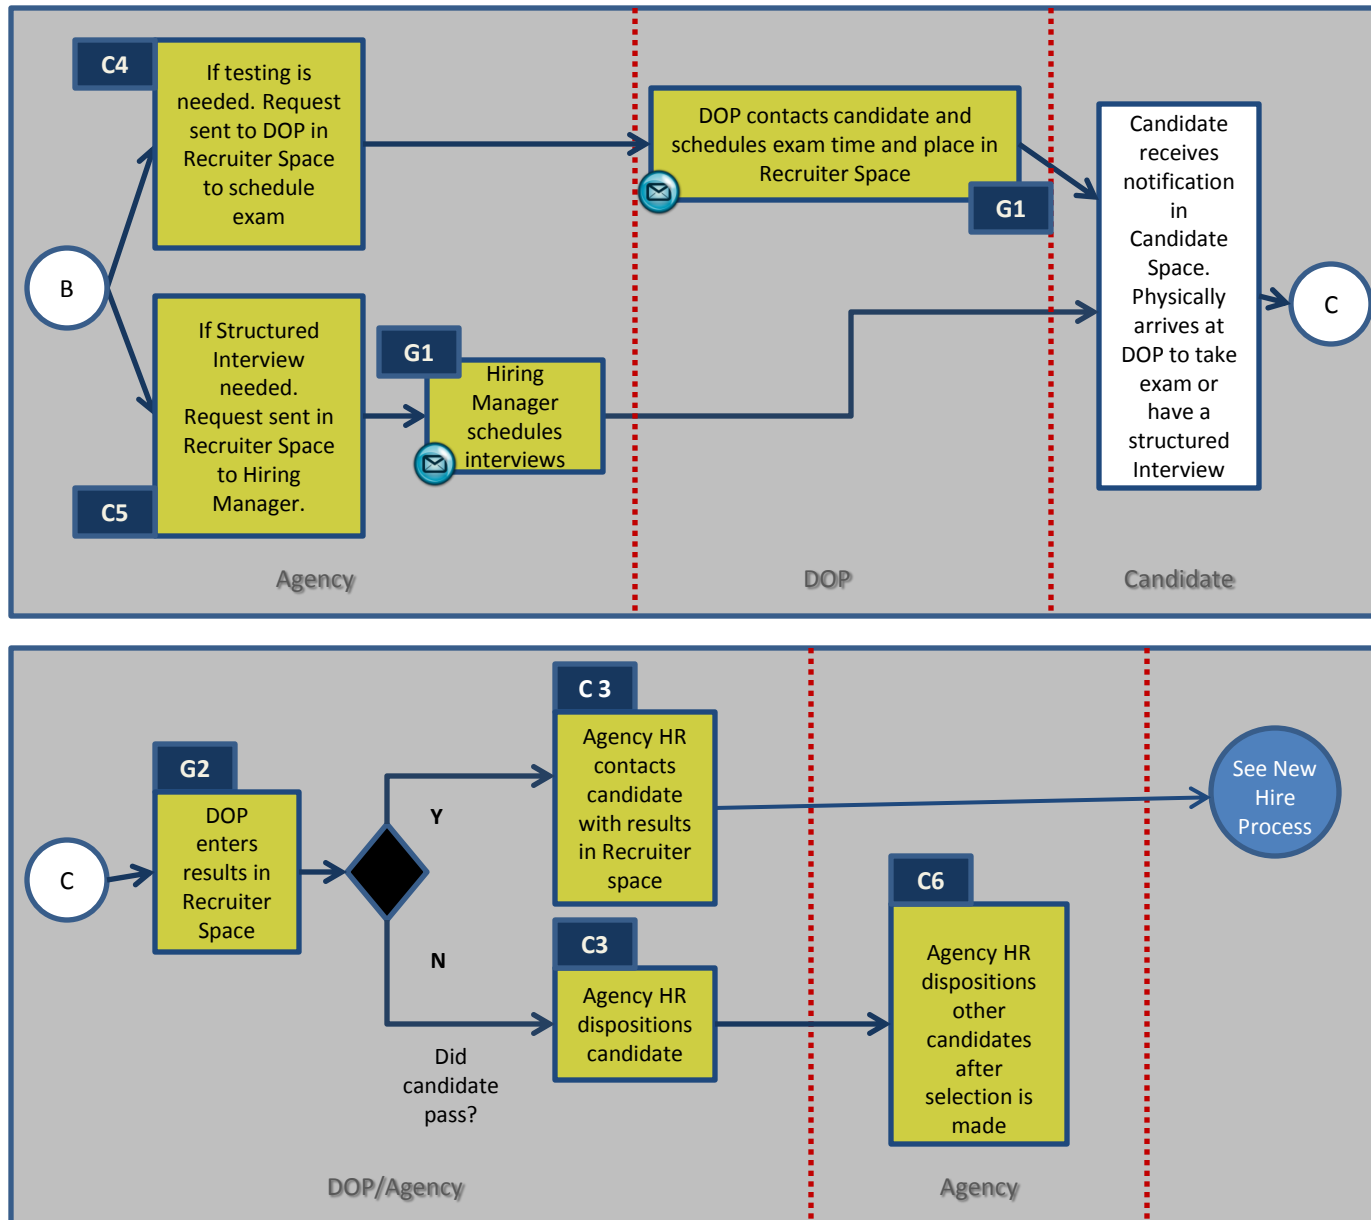 C4
If testing is
needed. Request
sent to DOP in
Recruiter Space
to schedule
exam
DOP contacts candidate and
schedules exam time and place in
Recruiter Space
G1
Candidate
receives
notification
in
Candidate
Space.
Physically
arrives at
DOP to take
exam or
have a
structured
Interview
B
C
If Structured
Interview
needed.
Request sent in
Recruiter Space
to Hiring
Manager.
C5
G1
Hiring
Manager
schedules
interviews
Agency
DOP
Candidate
C
G2
DOP
enters
results in
Recruiter
Space
Y
N
Did
candidate
pass?
C 3
Agency HR
contacts
candidate
with results
in Recruiter
space
C3
Agency HR
dispositions
candidate
C6
Agency HR
dispositions
other
candidates
after
selection is
made
See New
Hire
Process
DOP/Agency
Agency